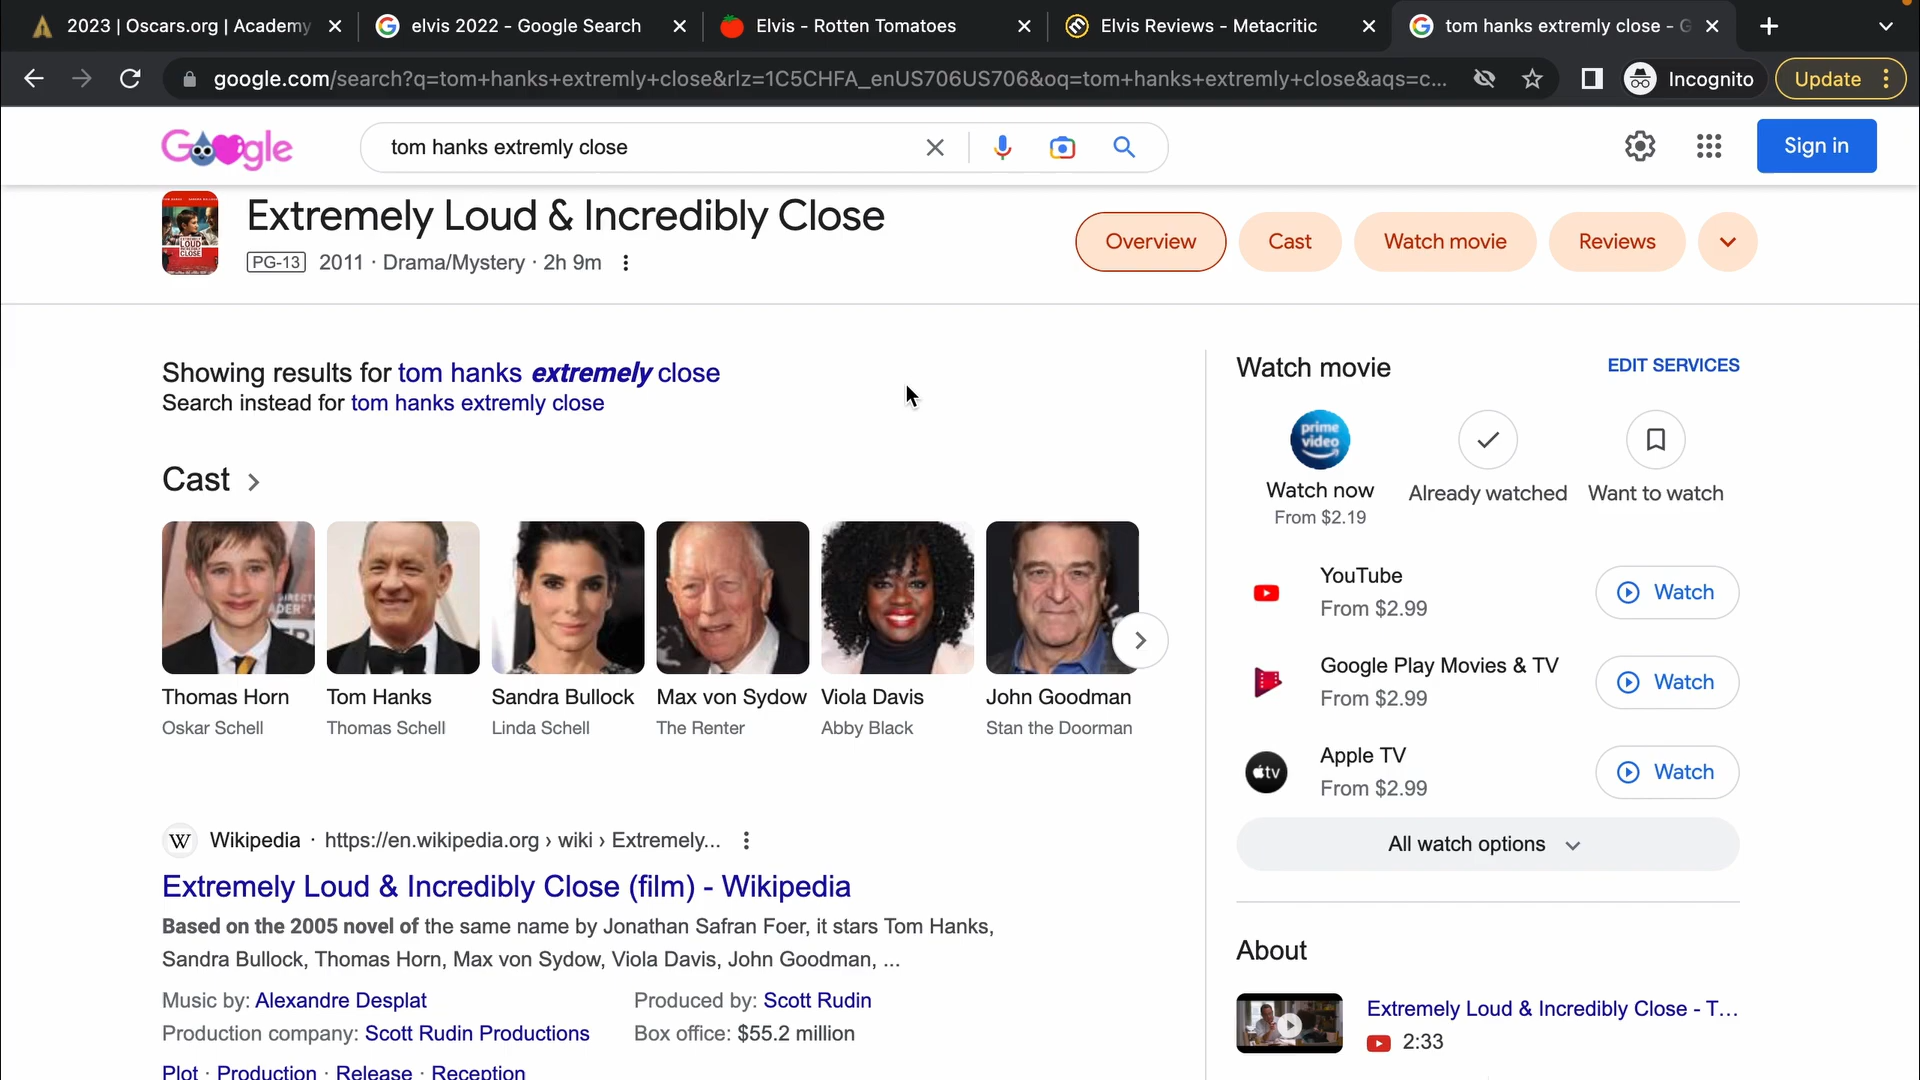 2023 | Oscars.org | Academy
elvis 2022 - Google Search
Elvis - Rotten Tomatoes
Elvis Reviews - Metacritic
tom hanks extremly close - G
google.com/search?q=tom+hanks+extremly+close&rlz=1C5CHFA_enUS706US706&oq=tom+hanks+extremly+close&aqs=c...
Incognito
Update
Google
tom hanks extremly close
Sign in
Extremely Loud & Incredibly Close
PG-13 2011 · Drama/Mystery · 2h 9m
Overview
Cast
Watch movie
Reviews
Showing results for tom hanks extremely close
Search instead for tom hanks extremly close
Cast
Thomas Horn
Oskar Schell
Tom Hanks
Thomas Schell
Sandra Bullock
Linda Schell
Max von Sydow
The Renter
Viola Davis
Abby Black
John Goodman
Stan the Doorman
W Wikipedia · https://en.wikipedia.org › wiki › Extremely...
Extremely Loud & Incredibly Close (film) - Wikipedia
Based on the 2005 novel of the same name by Jonathan Safran Foer, it stars Tom Hanks,
Sandra Bullock, Thomas Horn, Max von Sydow, Viola Davis, John Goodman, ...
Music by: Alexandre Desplat
Produced by: Scott Rudin
Production company: Scott Rudin Productions
Box office: $55.2 million
Plot · Production · Release · Reception
Watch movie
EDIT SERVICES
prime
video
Watch now
From $2.19
Already watched
Want to watch
YouTube
From $2.99
Watch
Google Play Movies & TV
From $2.99
Watch
tv
Apple TV
From $2.99
Watch
All watch options
About
Extremely Loud & Incredibly Close - T...
2:33